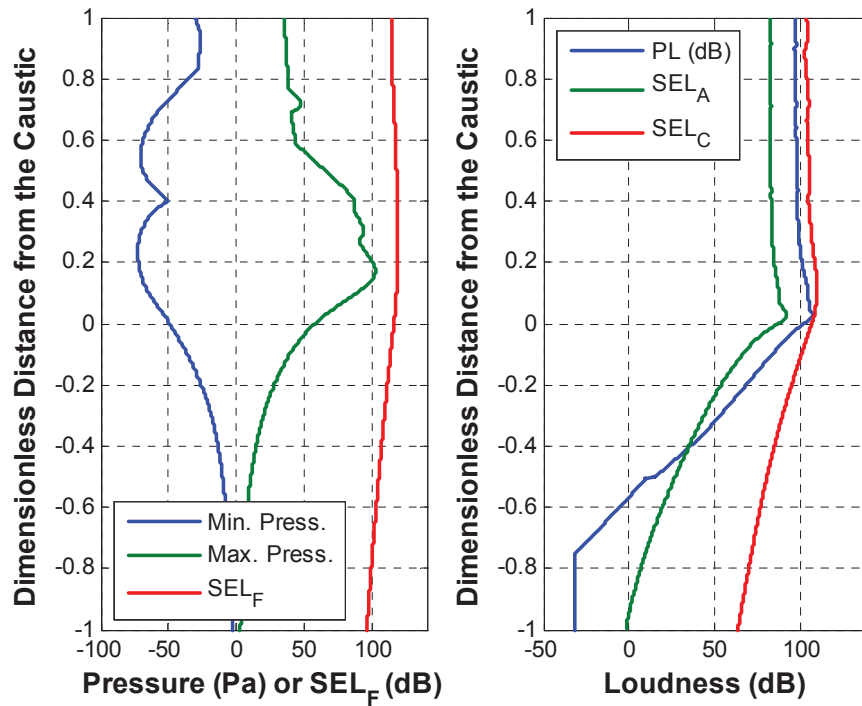 Dimensionless Distance from the Caustic
1
0.8
0.6
0.4
0.2
0
-0.2
-0.4
-0.6
-0.8
-1
Min. Press.
Max. Press.
SEL_F
-50 0 50 100
Pressure (Pa) or SEL_F (dB)
Dimensionless Distance from the Caustic
1
0.8
0.6
0.4
0.2
0
-0.2
-0.4
-0.6
-0.8
-1
PL (dB)
SEL_A
SEL_C
-50 0 50 100
Loudness (dB)